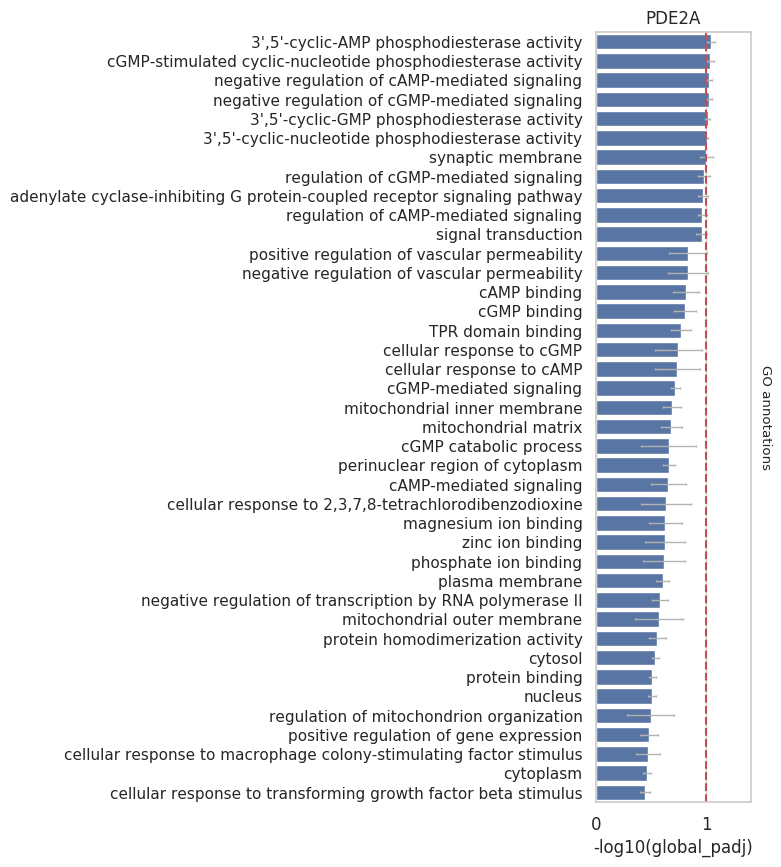 PDE2A
3',5'-cyclic-AMP phosphodiesterase activity
cGMP-stimulated cyclic-nucleotide phosphodiesterase activity
negative regulation of cAMP-mediated signaling
negative regulation of cGMP-mediated signaling
3',5'-cyclic-GMP phosphodiesterase activity
3',5'-cyclic-nucleotide phosphodiesterase activity
synaptic membrane
regulation of cGMP-mediated signaling
adenylate cyclase-inhibiting G protein-coupled receptor signaling pathway
regulation of cAMP-mediated signaling
signal transduction
positive regulation of vascular permeability
negative regulation of vascular permeability
cAMP binding
cGMP binding
TPR domain binding
cellular response to cGMP
cellular response to cAMP
cGMP-mediated signaling
mitochondrial inner membrane
mitochondrial matrix
cGMP catabolic process
perinuclear region of cytoplasm
cAMP-mediated signaling
cellular response to 2,3,7,8-tetrachlorodibenzodioxine
magnesium ion binding
zinc ion binding
phosphate ion binding
plasma membrane
negative regulation of transcription by RNA polymerase II
mitochondrial outer membrane
protein homodimerization activity
cytosol
protein binding
nucleus
regulation of mitochondrion organization
positive regulation of gene expression
cellular response to macrophage colony-stimulating factor stimulus
cytoplasm
cellular response to transforming growth factor beta stimulus
0 1
-log10(global_padj)
GO annotations